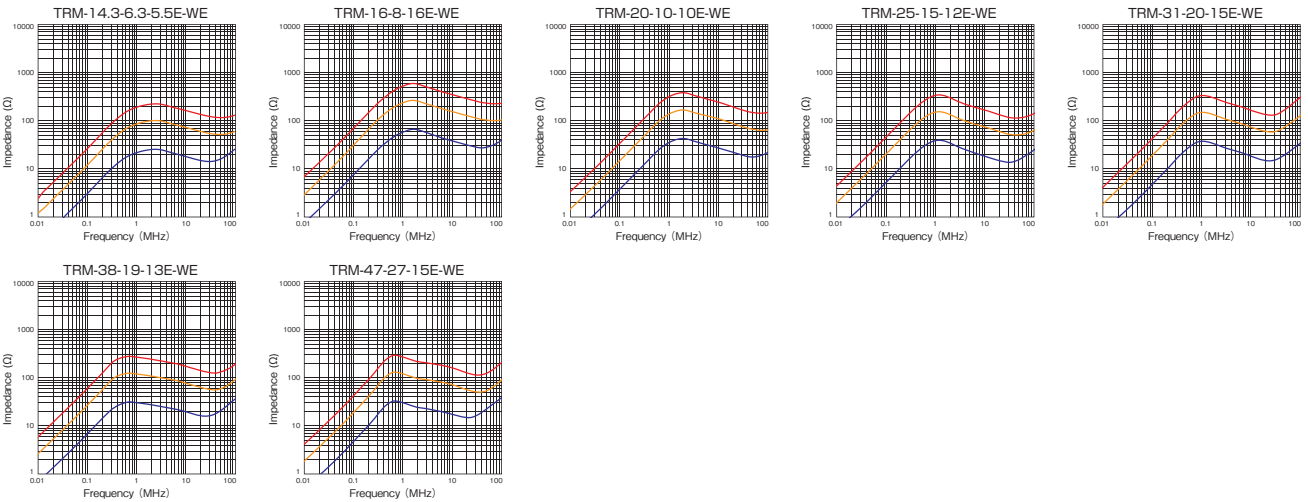 TRM-14.3-6.3-5.5E-WE
10000
1000
100
10
1
Impedance (Ω)
0.01 0.1 1 10 100
Frequency (MHz)
TRM-16-8-16E-WE
10000
1000
100
10
1
Impedance (Ω)
0.01 0.1 1 10 100
Frequency (MHz)
TRM-20-10-10E-WE
10000
1000
100
10
1
Impedance (Ω)
0.01 0.1 1 10 100
Frequency (MHz)
TRM-25-15-12E-WE
10000
1000
100
10
1
Impedance (Ω)
0.01 0.1 1 10 100
Frequency (MHz)
TRM-31-20-15E-WE
10000
1000
100
10
1
Impedance (Ω)
0.01 0.1 1 10 100
Frequency (MHz)
TRM-38-19-13E-WE
10000
1000
100
10
1
Impedance (Ω)
0.01 0.1 1 10 100
Frequency (MHz)
TRM-47-27-15E-WE
10000
1000
100
10
1
Impedance (Ω)
0.01 0.1 1 10 100
Frequency (MHz)